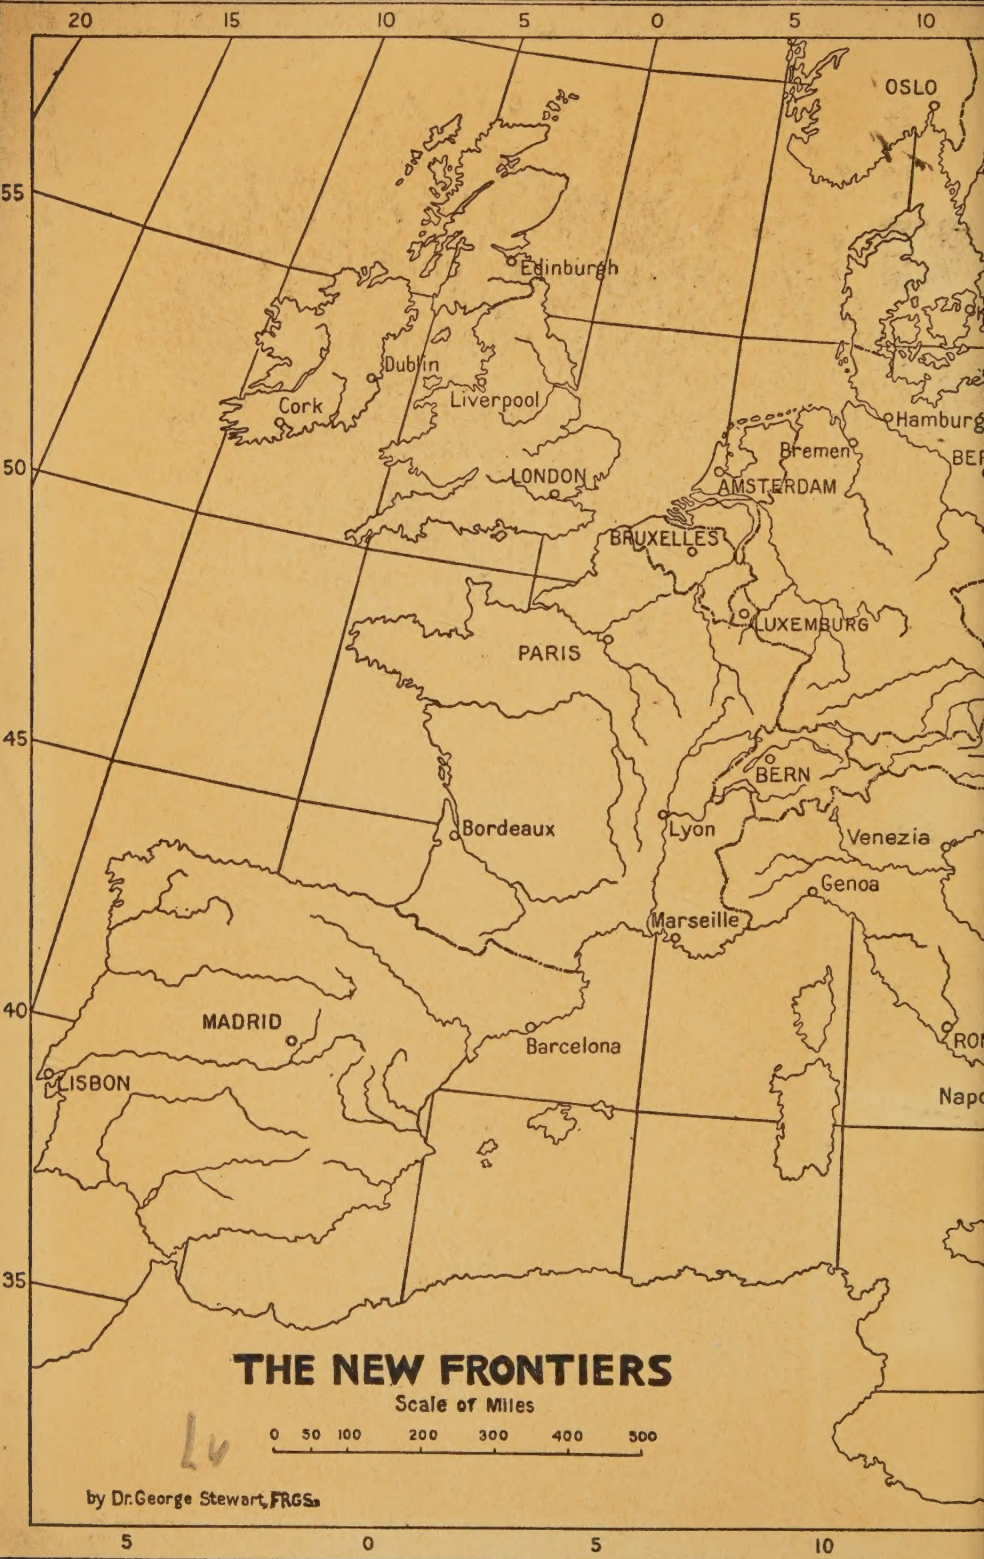 20 15 10 5 0 5 10
OSLO
55
Edinburgh
Dublin
Liverpool
Cork
Hamburg
Bremen
50
LONDON
AMSTERDAM
BRUXELLES
LUXEMBURG
PARIS
45
BERN
Lyon
Bordeaux
Venezia
Genoa
Marseille
40
MADRID
Barcelona
LISBON
35
THE NEW FRONTIERS
Scale of Miles
0 50 100 200 300 400 500
by Dr. George Stewart, FRGS.
5 0 5 10